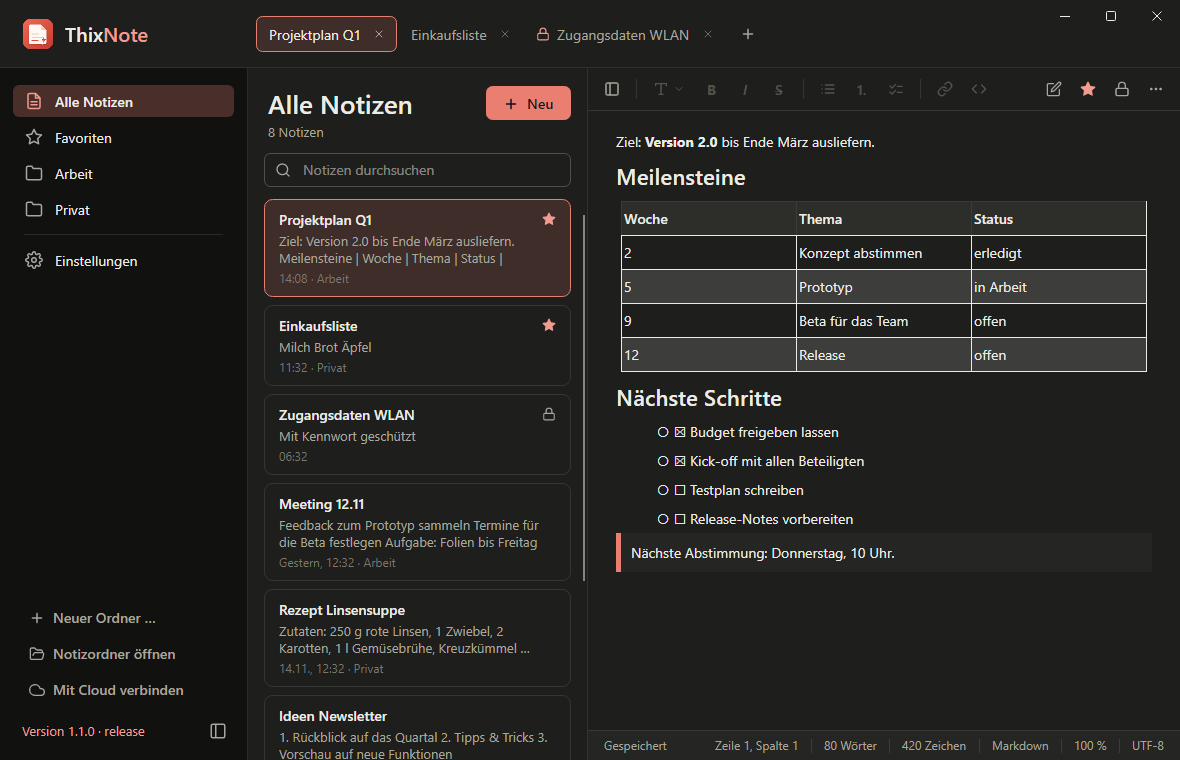 ThixNote
Projektplan Q1
Einkaufsliste
Zugangsdaten WLAN
Alle Notizen
Favoriten
Arbeit
Privat
Einstellungen
Neuer Ordner ...
Notizordner öffnen
Mit Cloud verbinden
Version 1.1.0 · release
Alle Notizen
Neu
8 Notizen
Notizen durchsuchen
Projektplan Q1
Ziel: Version 2.0 bis Ende März ausliefern.
Meilensteine | Woche | Thema | Status |
14:08 · Arbeit
Einkaufsliste
Milch Brot Äpfel
11:32 · Privat
Zugangsdaten WLAN
Mit Kennwort geschützt
06:32
Meeting 12.11
Feedback zum Prototyp sammeln Termine für
die Beta festlegen Aufgabe: Folien bis Freitag
Gestern, 12:32 · Arbeit
Rezept Linsensuppe
Zutaten: 250 g rote Linsen, 1 Zwiebel, 2
Karotten, 1 l Gemüsebrühe, Kreuzkümmel ...
14.11., 12:32 · Privat
Ideen Newsletter
1. Rückblick auf das Quartal 2. Tipps & Tricks 3.
Vorschau auf neue Funktionen
T B I S 1.
Ziel: Version 2.0 bis Ende März ausliefern.
Meilensteine
Woche Thema Status
2 Konzept abstimmen erledigt
5 Prototyp in Arbeit
9 Beta für das Team offen
12 Release offen
Nächste Schritte
☒ Budget freigeben lassen
☒ Kick-off mit allen Beteiligten
☐ Testplan schreiben
☐ Release-Notes vorbereiten
Nächste Abstimmung: Donnerstag, 10 Uhr.
Gespeichert Zeile 1, Spalte 1 80 Wörter 420 Zeichen Markdown 100 % UTF-8